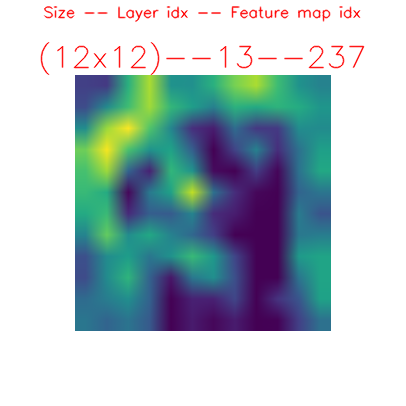 Size -- Layer idx -- Feature map idx
(12x12)--13--237